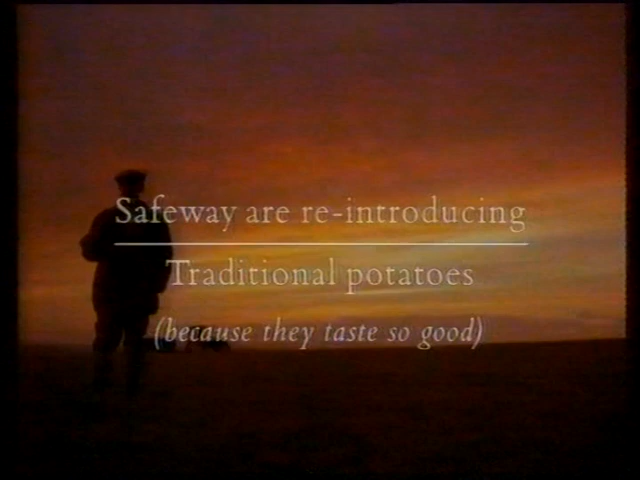 Safeway are re-introducing
Traditional potatoes
(because they taste so good)